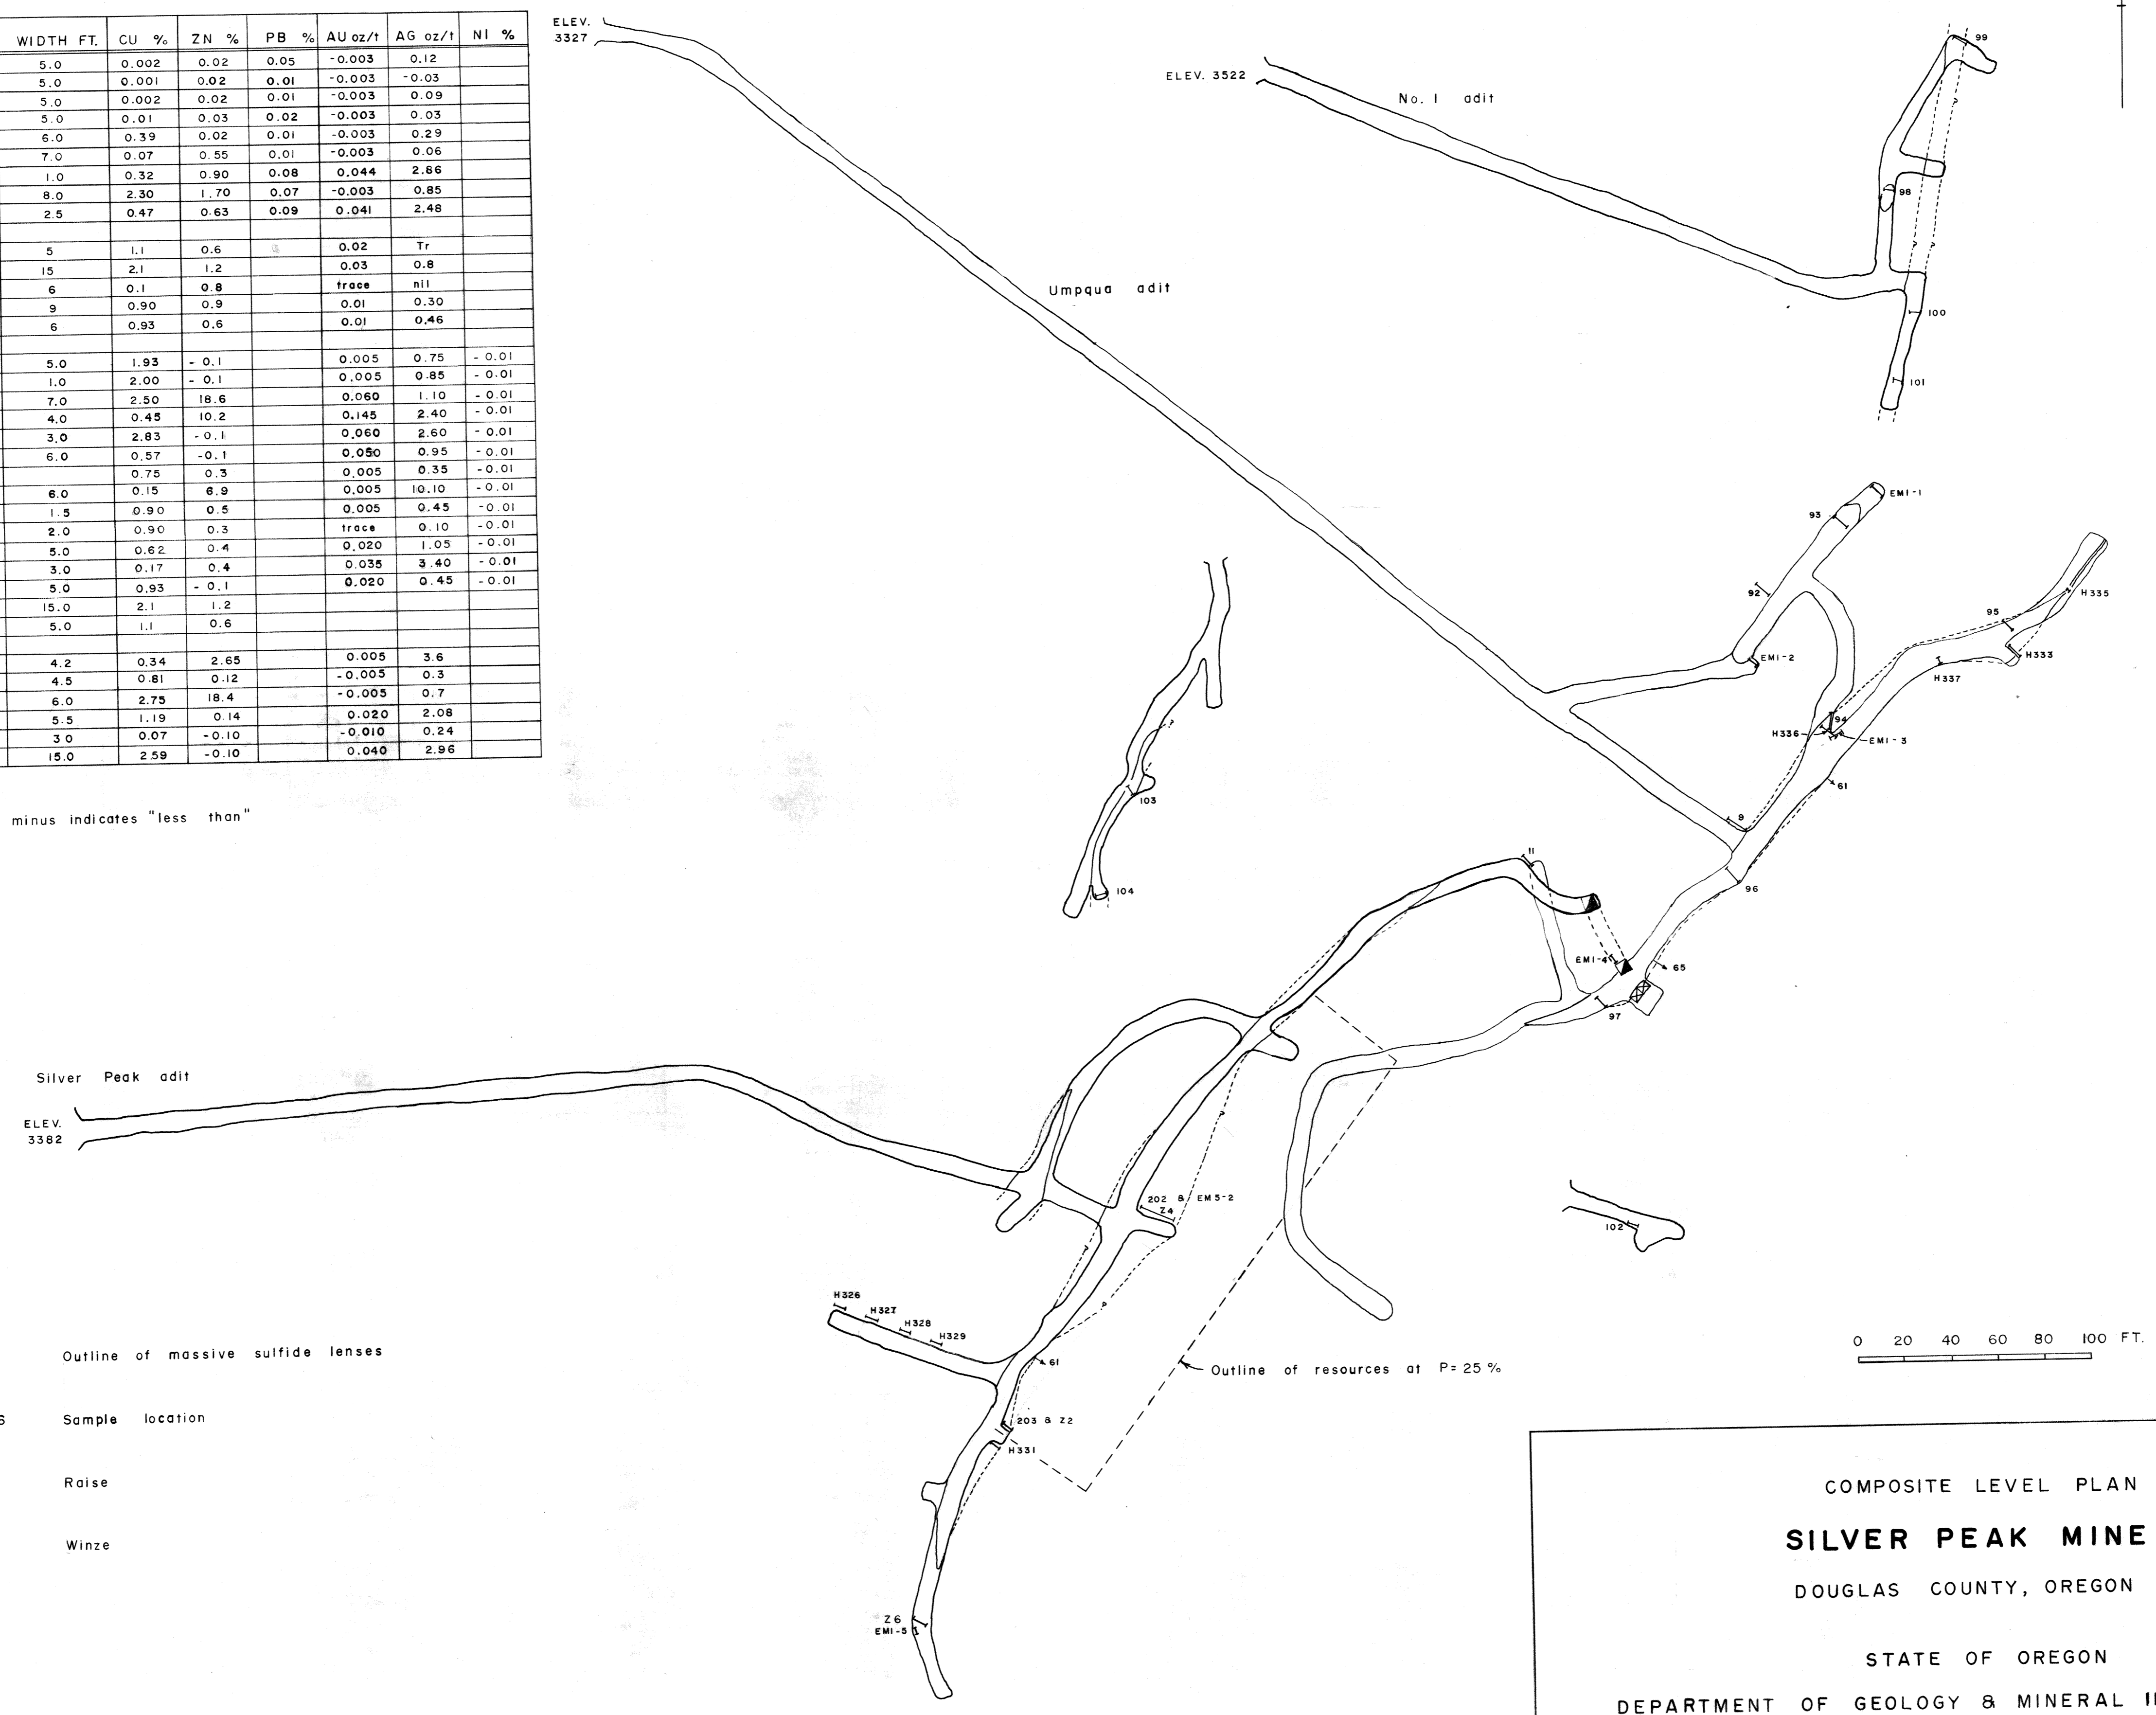 WIDTH FT. CU % ZN % PB % AU oz/t AG oz/t NI %
5.0 0.002 0.02 0.05 -0.003 0.12
5.0 0.001 0.02 0.01 -0.003 -0.03
5.0 0.002 0.02 0.01 -0.003 0.09
5.0 0.01 0.03 0.02 -0.003 0.03
6.0 0.39 0.02 0.01 -0.003 0.29
7.0 0.07 0.55 0.01 -0.003 0.06
1.0 0.32 0.90 0.08 0.044 2.86
8.0 2.30 1.70 0.07 -0.003 0.85
2.5 0.47 0.63 0.09 0.041 2.48
5 1.1 0.6 0.02 Tr
15 2.1 1.2 0.03 0.8
6 0.1 0.8 trace nil
9 0.90 0.9 0.01 0.30
6 0.93 0.6 0.01 0.46
5.0 1.93 - 0.1 0.005 0.75 - 0.01
1.0 2.00 - 0.1 0.005 0.85 - 0.01
7.0 2.50 18.6 0.060 1.10 - 0.01
4.0 0.45 10.2 0.145 2.40 - 0.01
3.0 2.83 -0.1 0.060 2.60 - 0.01
6.0 0.57 -0.1 0.050 0.95 -0.01
0.75 0.3 0.005 0.35 -0.01
6.0 0.15 6.9 0.005 10.10 -0.01
1.5 0.90 0.5 0.005 0.45 -0.01
2.0 0.90 0.3 trace 0.10 -0.01
5.0 0.62 0.4 0.020 1.05 -0.01
3.0 0.17 0.4 0.035 3.40 -0.01
5.0 0.93 - 0.1 0.020 0.45 -0.01
15.0 2.1 1.2
5.0 1.1 0.6
4.2 0.34 2.65 0.005 3.6
4.5 0.81 0.12 -0.005 0.3
6.0 2.75 18.4 -0.005 0.7
5.5 1.19 0.14 0.020 2.08
3.0 0.07 -0.10 -0.010 0.24
15.0 2.59 -0.10 0.040 2.96
minus indicates "less than"
ELEV.
3327
ELEV. 3522
No. 1 adit
Umpqua adit
99
?
98
?
?
100
101
EM1-1
93
92
EM1-2
95
H335
H333
H337
94
H336
EM1-3
61
9
96
11
EM1-4
65
97
?
103
104
Silver Peak adit
ELEV.
3382
?
202 & EM5-2
Z4
?
?
102
H326
H327
H328
H329
61
203 & Z2
H331
Z6
EM1-5
Outline of resources at P=25 %
0 20 40 60 80 100 FT.
Outline of massive sulfide lenses
S Sample location
Raise
Winze
COMPOSITE LEVEL PLAN
SILVER PEAK MINE
DOUGLAS COUNTY, OREGON
STATE OF OREGON
DEPARTMENT OF GEOLOGY & MINERAL